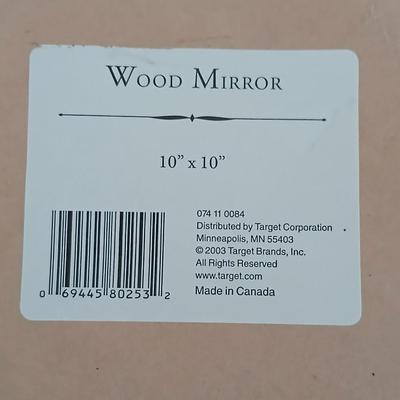 WOOD MIRROR
10" x 10"
074 11 0084
Distributed by Target Corporation
Minneapolis, MN 55403
© 2003 Target Brands, Inc.
All Rights Reserved
www.target.com
Made in Canada
0 69445 80253 2